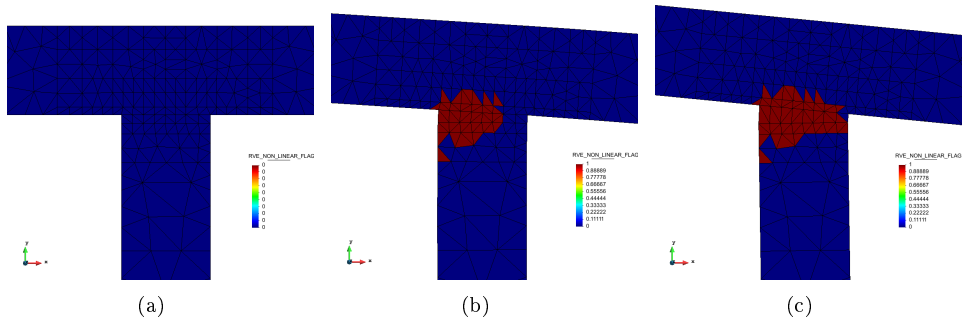 RVE_NON_LINEAR_FLAG
0
0
0
0
0
0
0
0
y
x
(a)
RVE_NON_LINEAR_FLAG
1
0.88889
0.77778
0.66667
0.55556
0.44444
0.33333
0.22222
0.11111
0
y
x
(b)
RVE_NON_LINEAR_FLAG
1
0.88889
0.77778
0.66667
0.55556
0.44444
0.33333
0.22222
0.11111
0
y
x
(c)